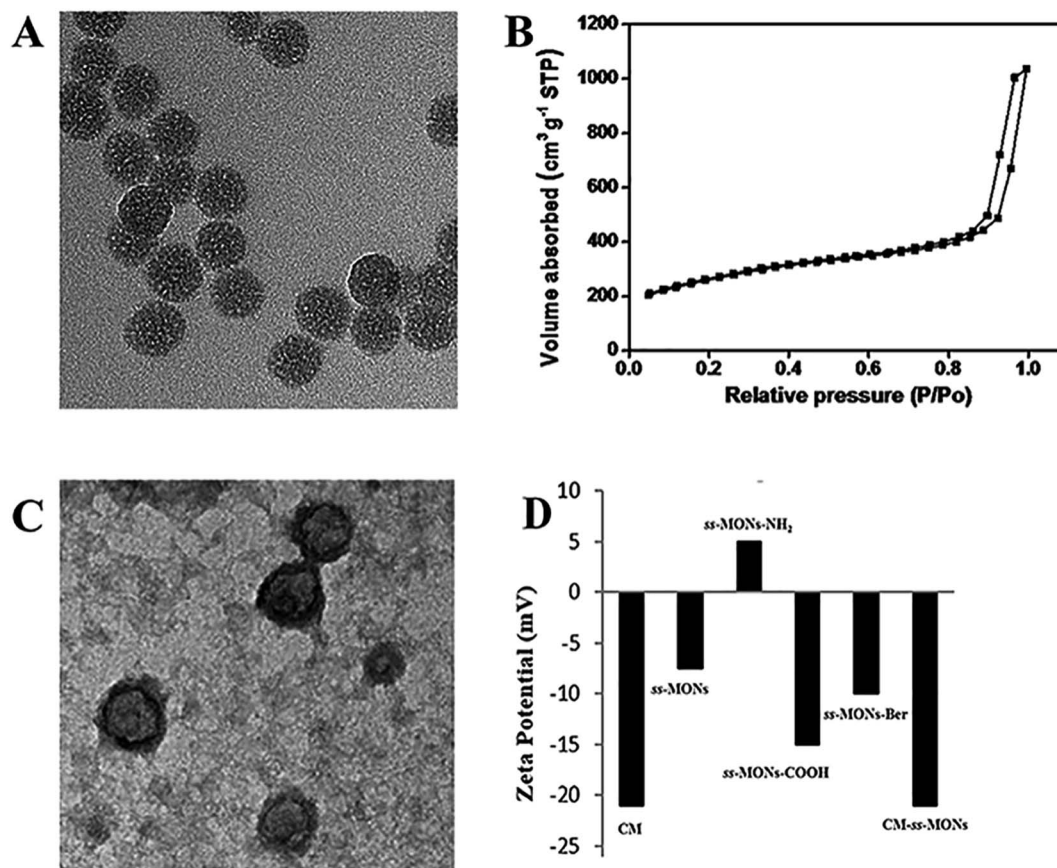 A
B
1200
1000
800
600
400
200
0
Volume absorbed (cm³ g⁻¹ STP)
0.0 0.2 0.4 0.6 0.8 1.0
Relative pressure (P/Po)
C
D
10
5
0
-5
-10
-15
-20
-25
Zeta Potential (mV)
ss-MONs-NH₂
ss-MONs
ss-MONs-Ber
ss-MONs-COOH
CM
CM-ss-MONs